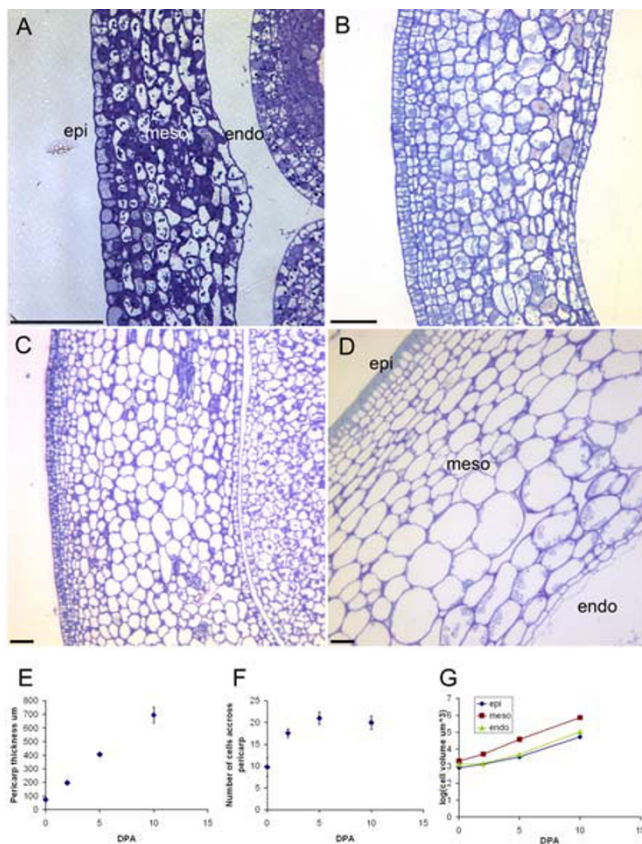 A
epi
meso
endo
B
C
D
epi
meso
endo
E
Pericarp thickness um
800
700
600
500
400
300
200
100
0
0 5 10 15
DPA
F
Number of cells accross
pericarp
25
20
15
10
5
0
0 5 10 15
DPA
G
epi
meso
endo
log(cell volume um^3)
7
6
5
4
3
2
1
0
0 5 10 15
DPA